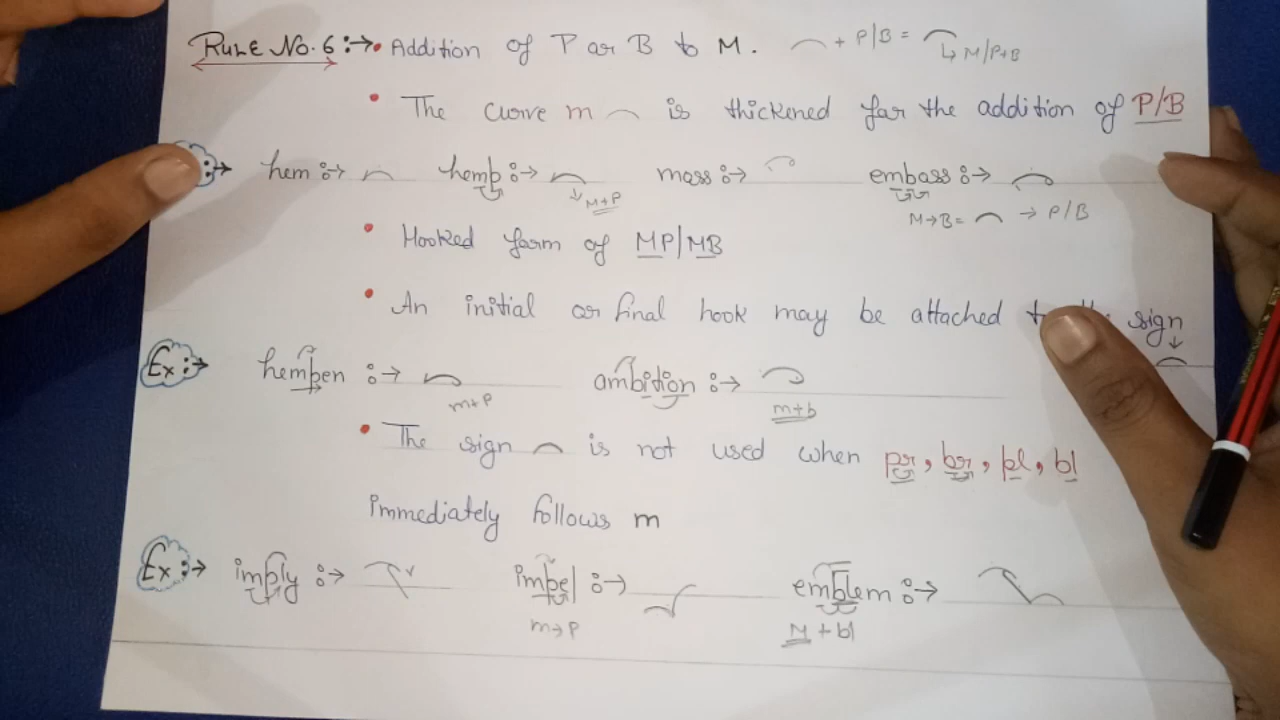 RULE No. 6 :→ • Addition of P or B to M. + P/B = ↳ M/P+B
• The curve m is thickened for the addition of P/B
:→ hem :→ hemp :→ mass :→ embass :→
↓ M+P M→B = → P/B
• Hooked form of MP/MB
• An initial or final hook may be attached sign
Ex :→ hempen :→ ambition :→
m+p m+b
• The sign is not used when pr, br, pl, bl
immediately follows m
Ex :→ imply :→ impel :→ emblem :→
m→p M + bl